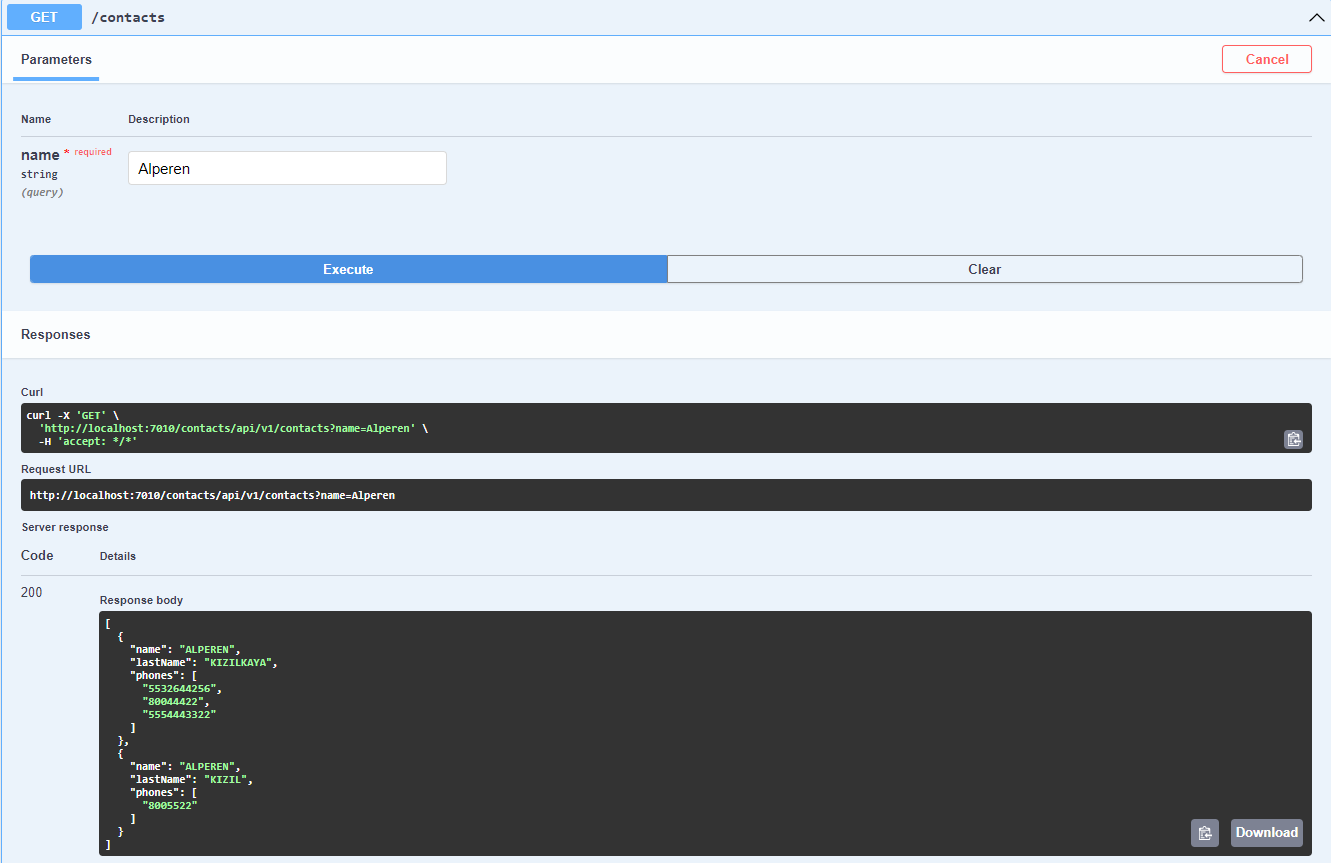 GET /contacts
Parameters
Cancel
Name Description
name * required
string
(query)
Alperen
Execute
Clear
Responses
Curl
curl -X 'GET' \
  'http://localhost:7010/contacts/api/v1/contacts?name=Alperen' \
  -H 'accept: */*'
Request URL
http://localhost:7010/contacts/api/v1/contacts?name=Alperen
Server response
Code Details
200
Response body
[
  {
    "name": "ALPEREN",
    "lastName": "KIZILKAYA",
    "phones": [
      "5532644256",
      "80044422",
      "5554443322"
    ]
  },
  {
    "name": "ALPEREN",
    "lastName": "KIZIL",
    "phones": [
      "8005522"
    ]
  }
]
Download